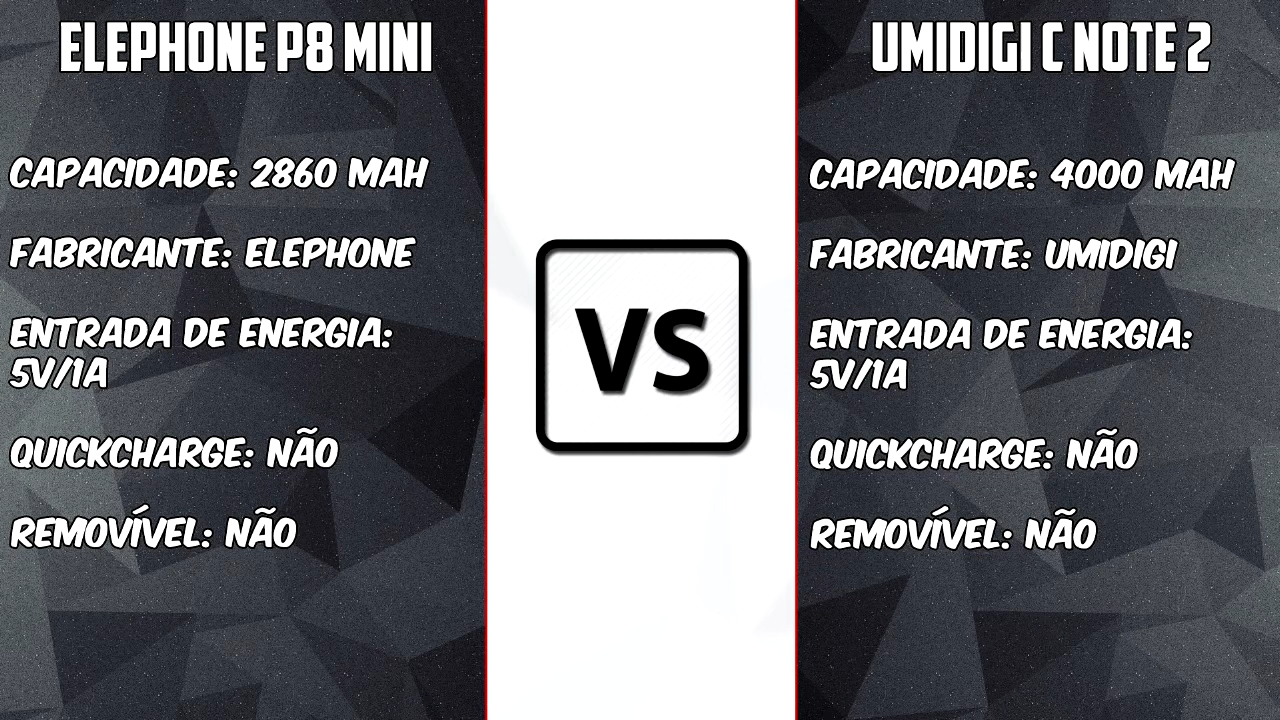 ELEPHONE P8 MINI
CAPACIDADE: 2860 MAH
FABRICANTE: ELEPHONE
ENTRADA DE ENERGIA:
5V/1A
QUICKCHARGE: NÃO
REMOVÍVEL: NÃO
VS
UMIDIGI C NOTE 2
CAPACIDADE: 4000 MAH
FABRICANTE: UMIDIGI
ENTRADA DE ENERGIA:
5V/1A
QUICKCHARGE: NÃO
REMOVÍVEL: NÃO